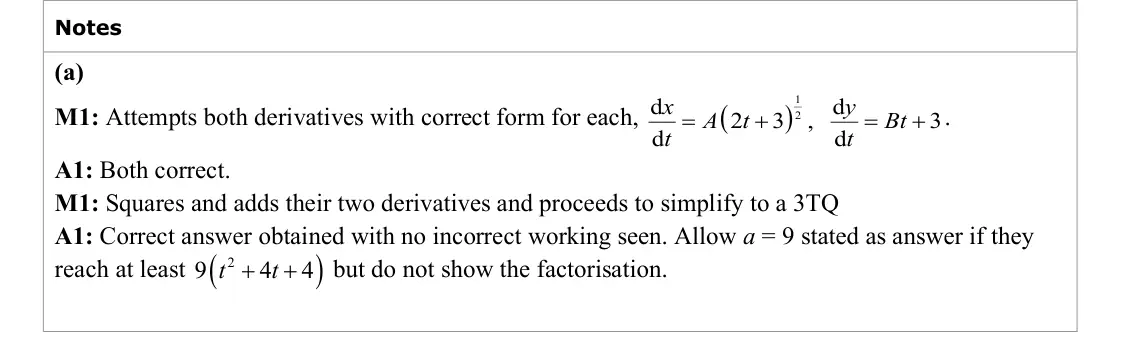 Notes
(a)
M1: Attempts both derivatives with correct form for each, dx/dt = A(2t + 3)^(1/2), dy/dt = Bt + 3.
A1: Both correct.
M1: Squares and adds their two derivatives and proceeds to simplify to a 3TQ
A1: Correct answer obtained with no incorrect working seen. Allow a = 9 stated as answer if they
reach at least 9(t² + 4t + 4) but do not show the factorisation.